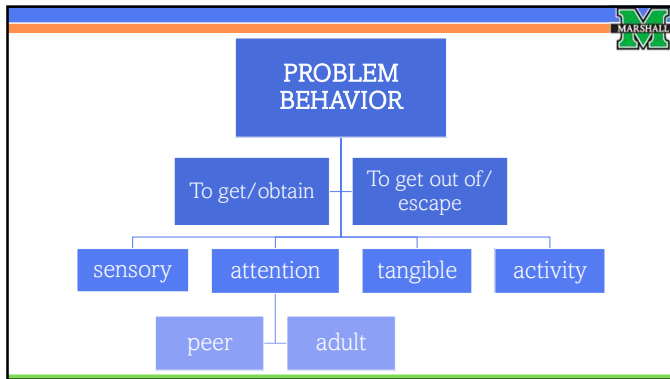 MARSHALL
PROBLEM
BEHAVIOR
To get/obtain
To get out of/
escape
sensory
attention
tangible
activity
peer
adult